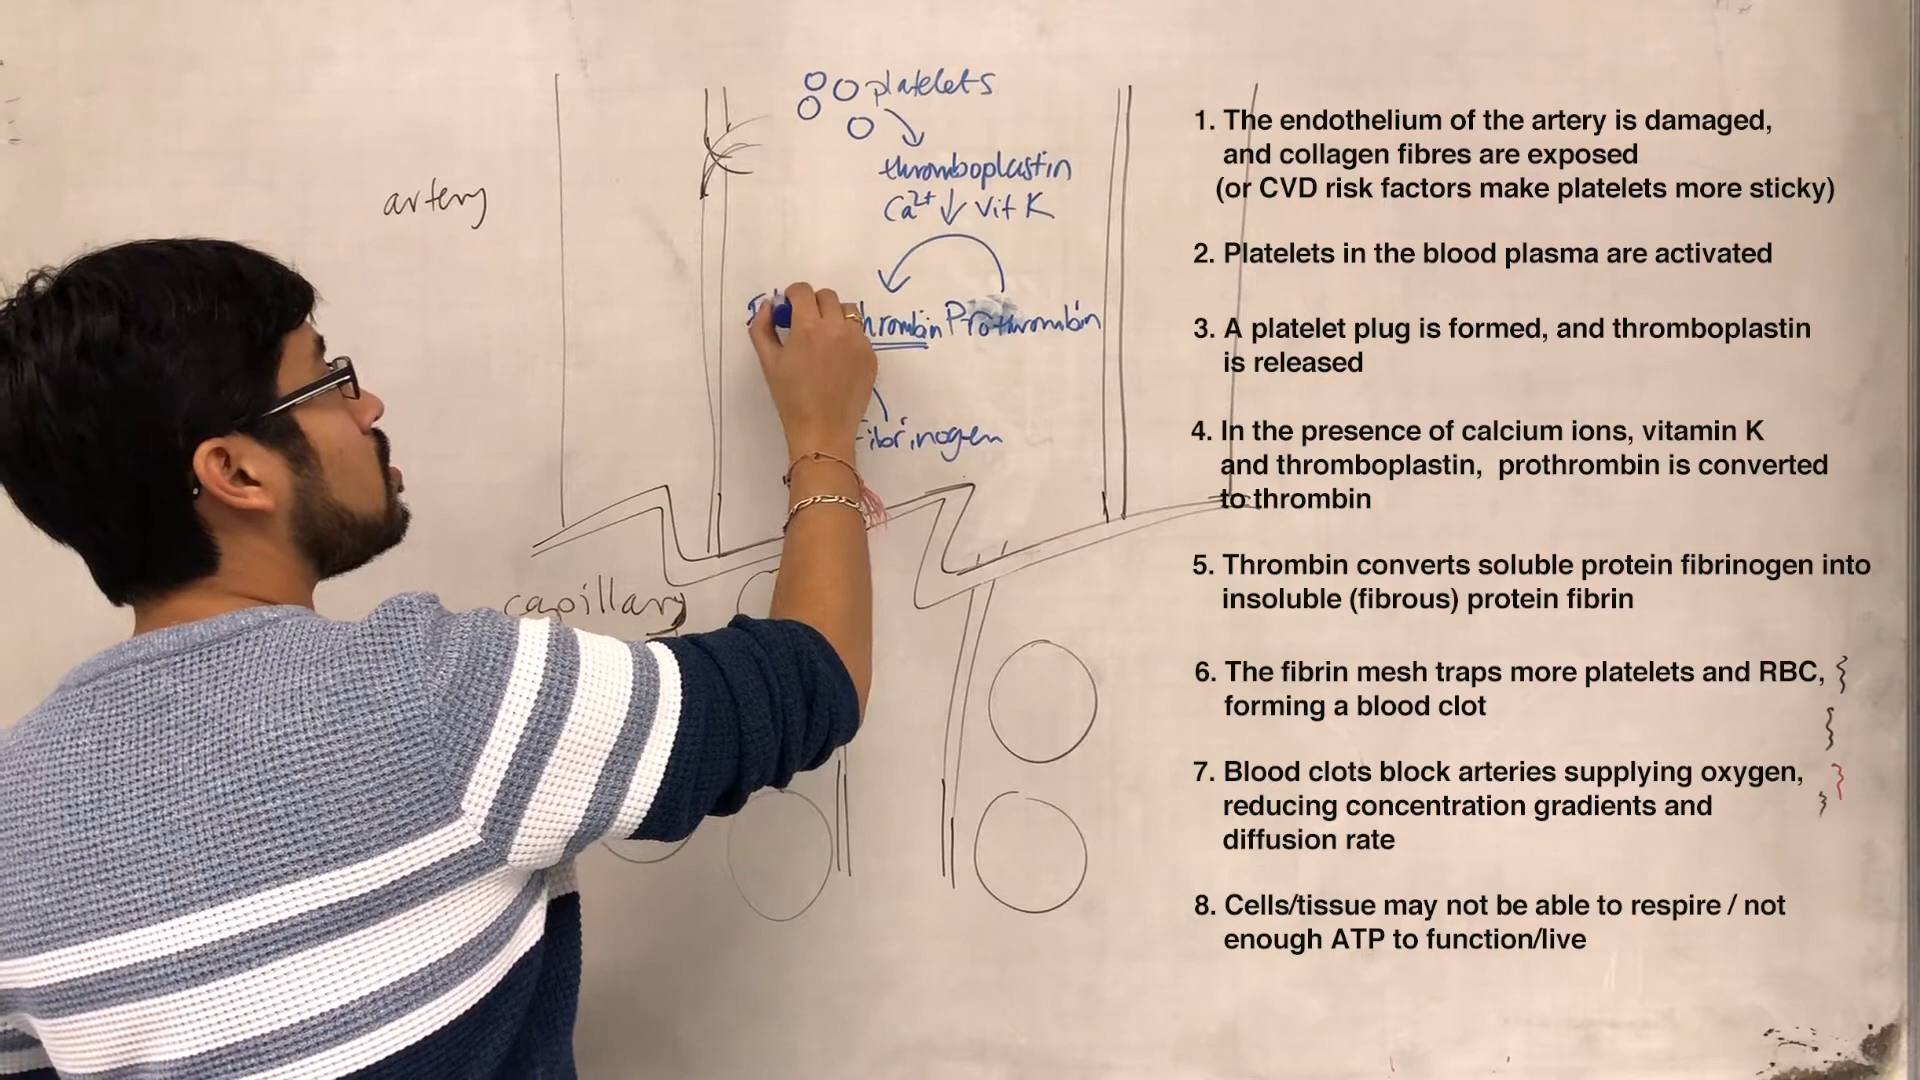 platelets
thromboplastin
Ca²⁺ Vit K
artery
hrombin Prothrombin
Fibrinogen
capillary
1. The endothelium of the artery is damaged,
and collagen fibres are exposed
(or CVD risk factors make platelets more sticky)
2. Platelets in the blood plasma are activated
3. A platelet plug is formed, and thromboplastin
is released
4. In the presence of calcium ions, vitamin K
and thromboplastin, prothrombin is converted
to thrombin
5. Thrombin converts soluble protein fibrinogen into
insoluble (fibrous) protein fibrin
6. The fibrin mesh traps more platelets and RBC,
forming a blood clot
7. Blood clots block arteries supplying oxygen,
reducing concentration gradients and
diffusion rate
8. Cells/tissue may not be able to respire / not
enough ATP to function/live